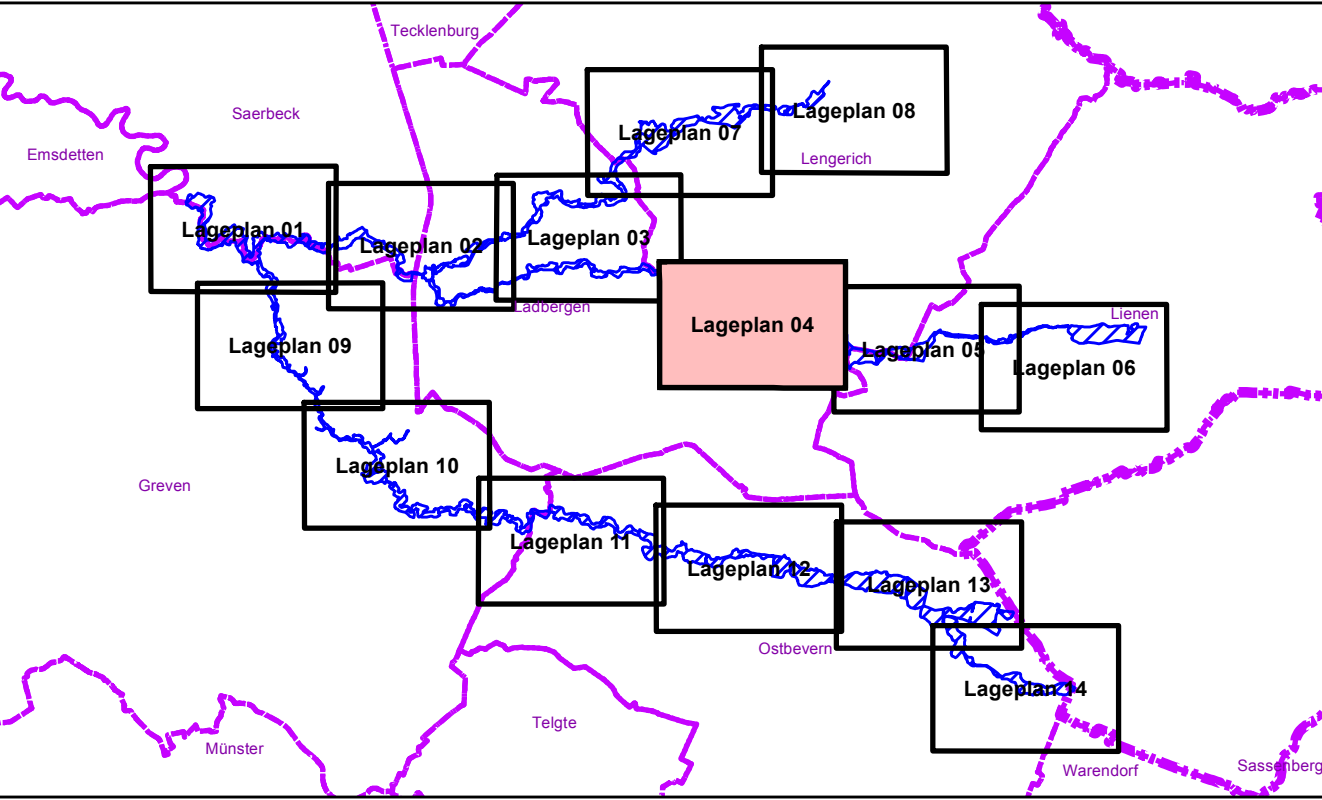 Tecklenburg
Saerbeck
Emsdetten
Lageplan 08
Lageplan 07
Lengerich
Lageplan 01
Lageplan 02
Lageplan 03
Ladbergen
Lageplan 04
Lienen
Lageplan 05
Lageplan 06
Lageplan 09
Lageplan 10
Greven
Lageplan 11
Lageplan 12
Lageplan 13
Ostbevern
Lageplan 14
Telgte
Münster
Warendorf
Sassenberg